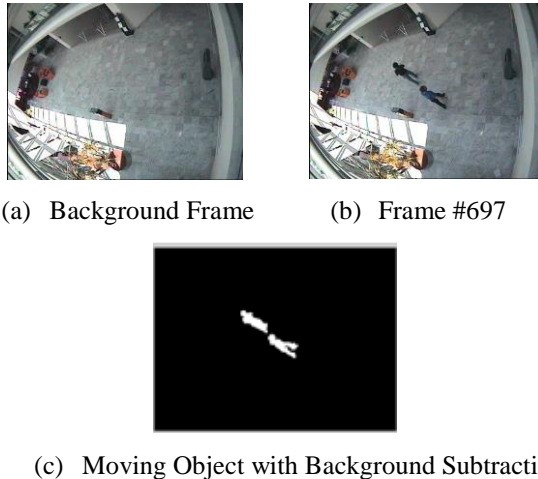 (a) Background Frame
(b) Frame #697
(c) Moving Object with Background Subtracti